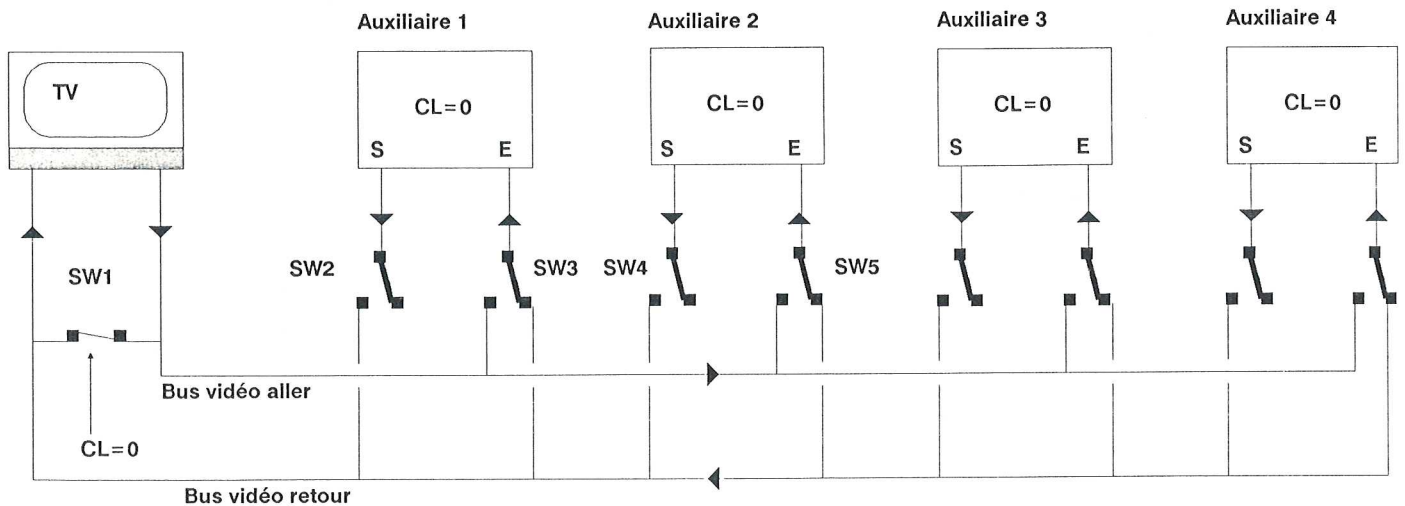 Auxiliaire 1
Auxiliaire 2
Auxiliaire 3
Auxiliaire 4
TV
CL=0
CL=0
CL=0
CL=0
S E
S E
S E
S E
SW1
SW2
SW3
SW4
SW5
Bus vidéo aller
CL=0
Bus vidéo retour